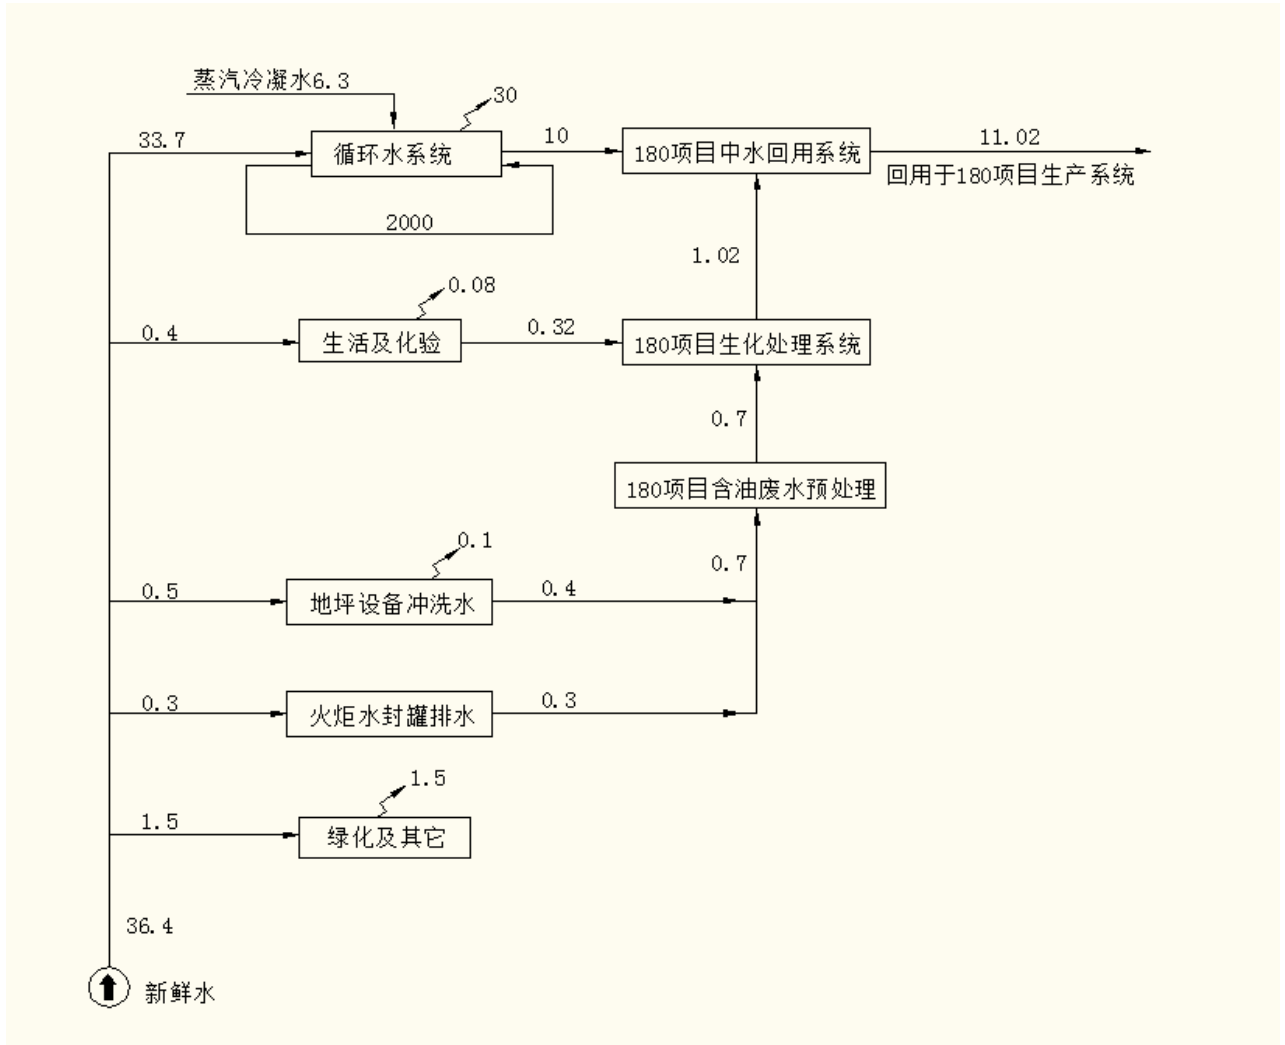 蒸汽冷凝水6.3
30
33.7
循环水系统
10
180项目中水回用系统
11.02
回用于180项目生产系统
2000
1.02
0.08
0.4
生活及化验
0.32
180项目生化处理系统
0.7
180项目含油废水预处理
0.1
0.7
0.5
地坪设备冲洗水
0.4
0.3
火炬水封罐排水
0.3
1.5
1.5
绿化及其它
36.4
新鲜水